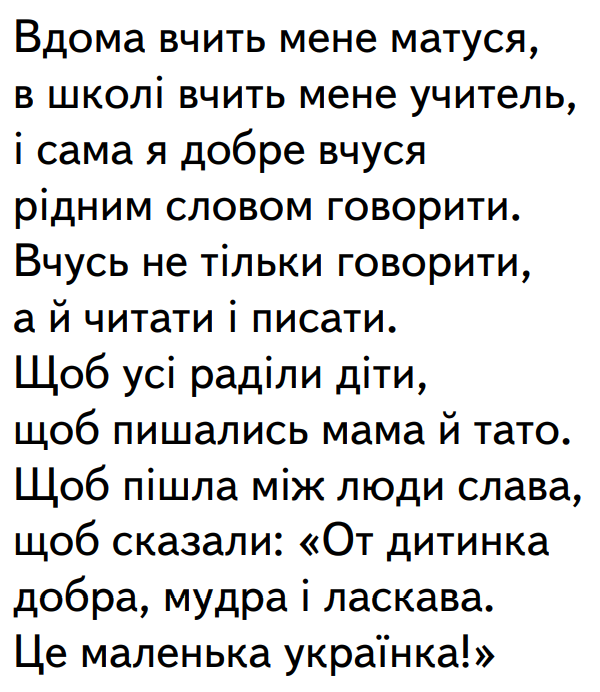 Вдома вчить мене матуся,
в школі вчить мене учитель,
і сама я добре вчуся
рідним словом говорити.
Вчусь не тільки говорити,
а й читати і писати.
Щоб усі раділи діти,
щоб пишались мама й тато.
Щоб пішла між люди слава,
щоб сказали: «От дитинка
добра, мудра і ласкава.
Це маленька українка!»